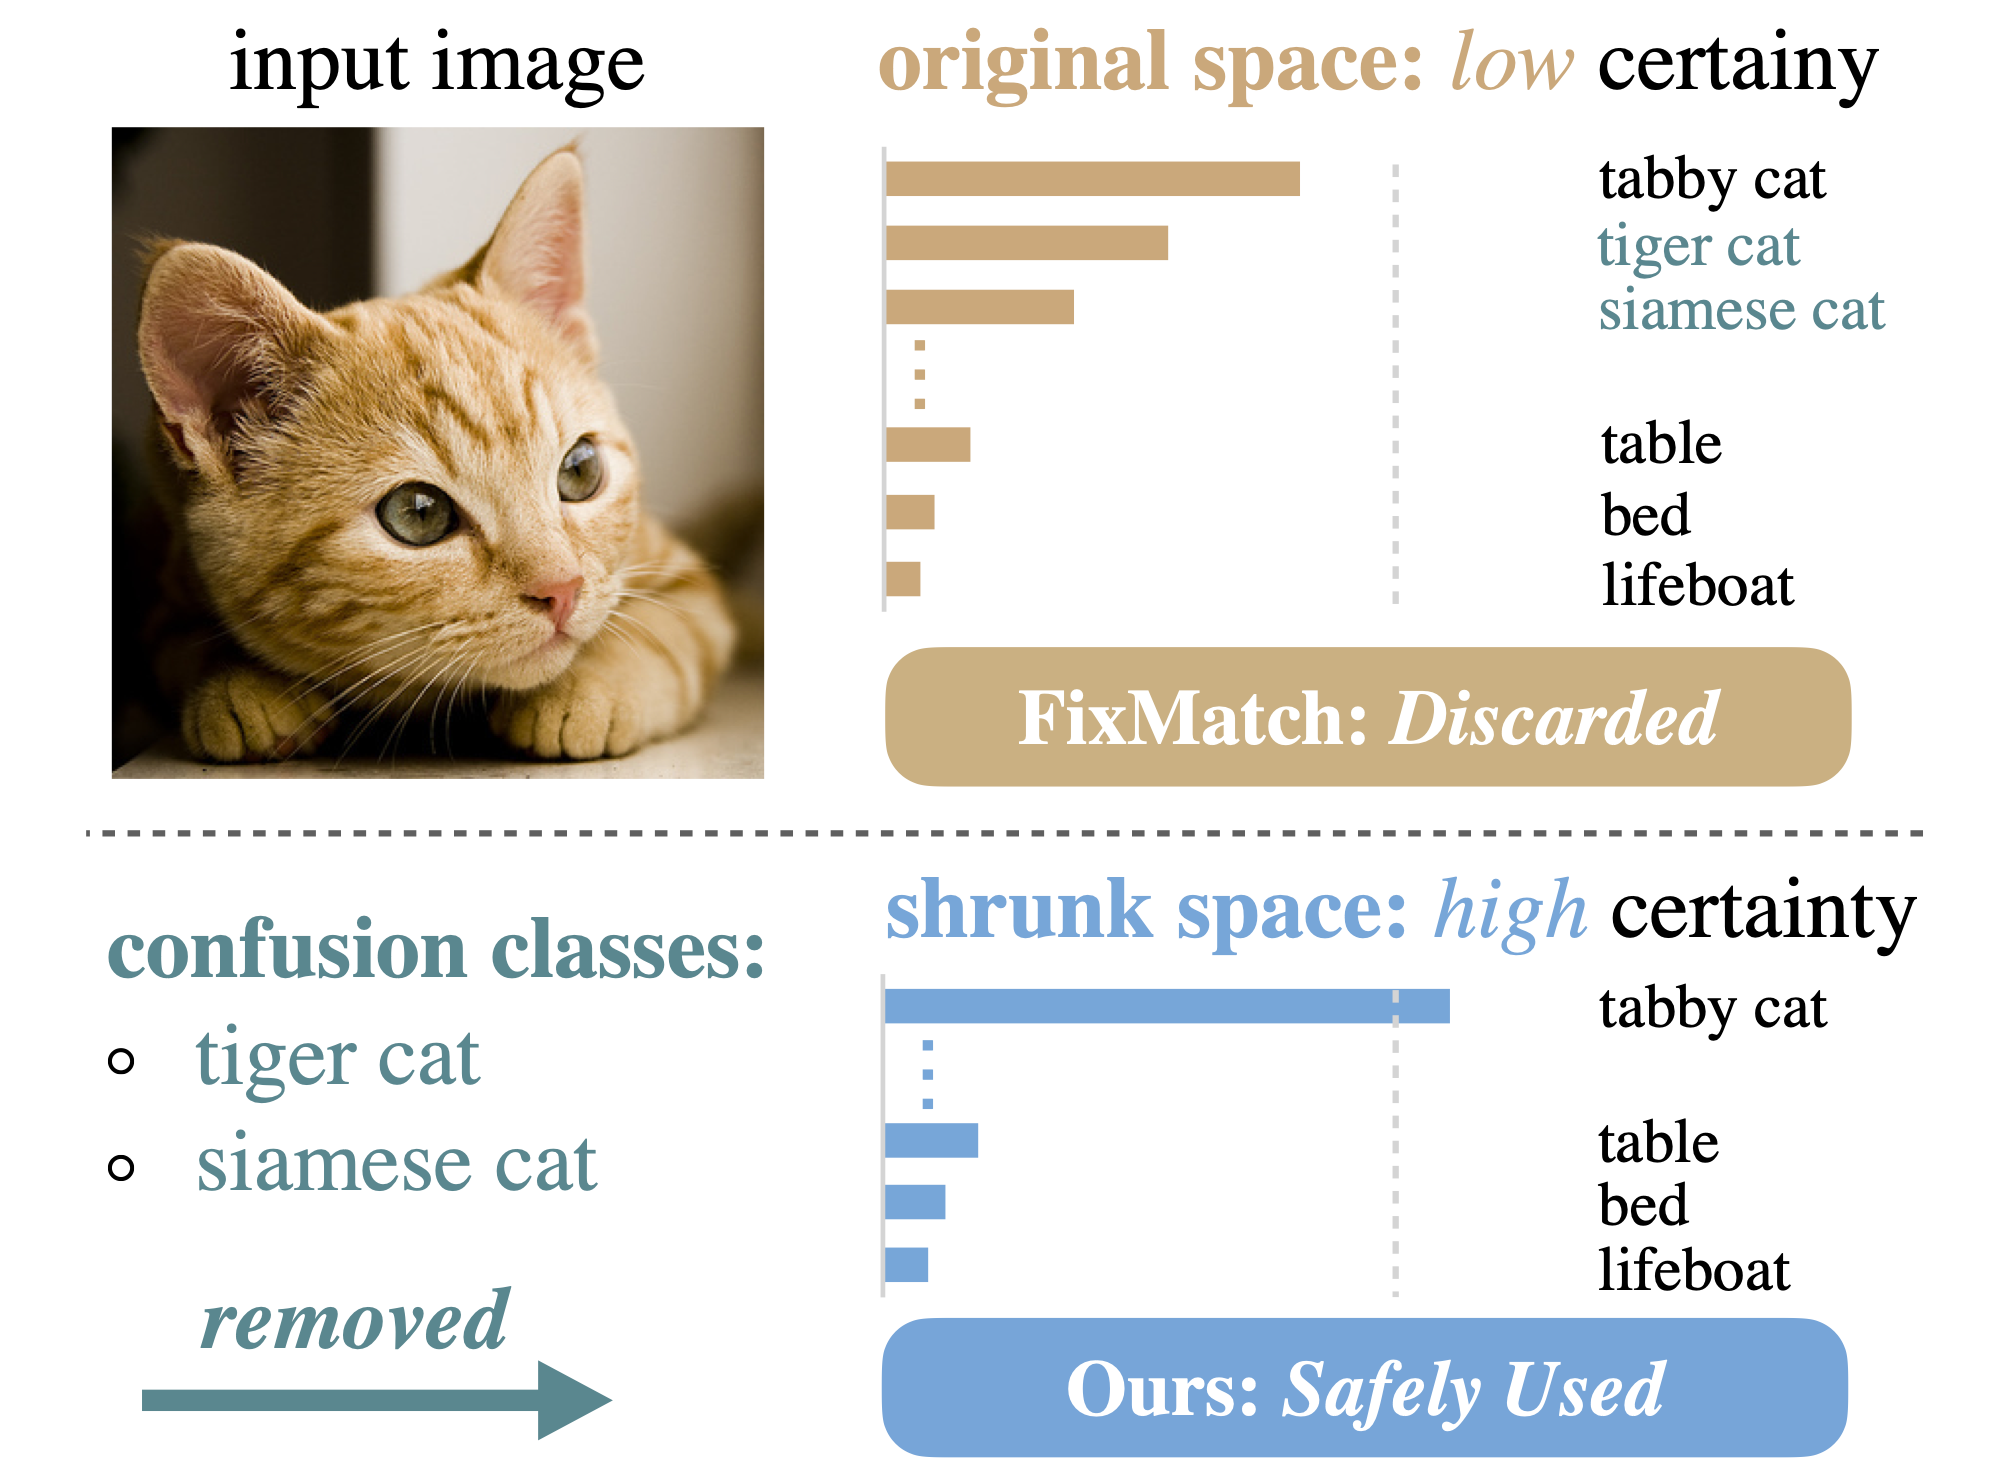 input image
original space: low certainy
tabby cat
tiger cat
siamese cat
table
bed
lifeboat
FixMatch: Discarded
confusion classes:
tiger cat
siamese cat
removed
shrunk space: high certainty
tabby cat
table
bed
lifeboat
Ours: Safely Used